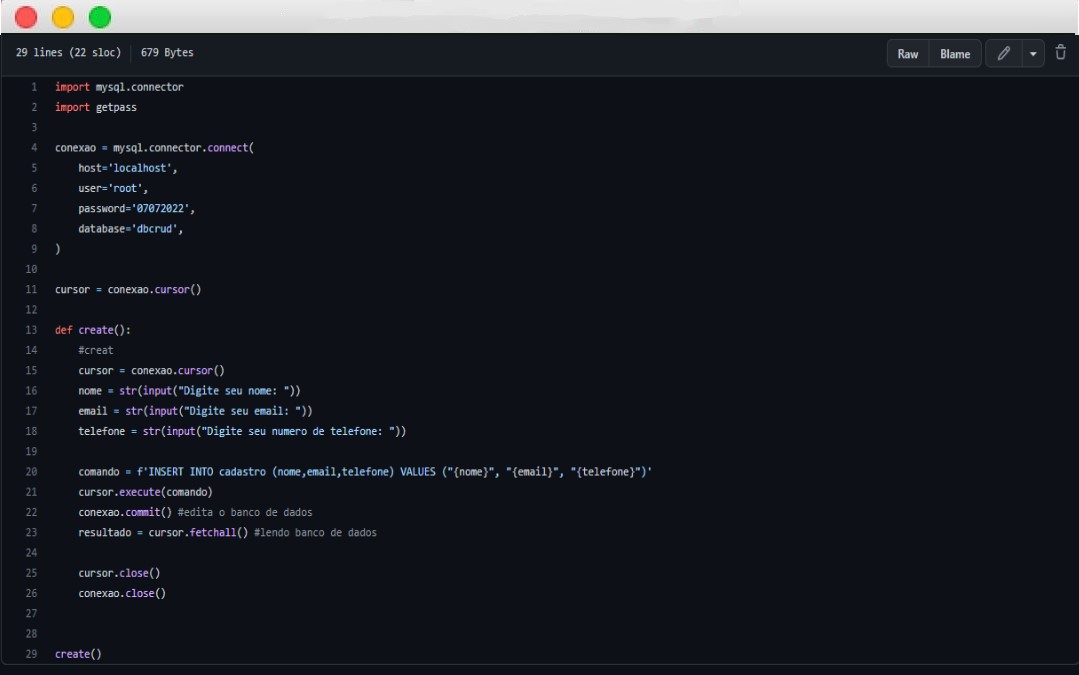 29 lines (22 sloc) 679 Bytes Raw Blame
1 import mysql.connector
2 import getpass
3
4 conexao = mysql.connector.connect(
5     host='localhost',
6     user='root',
7     password='07072022',
8     database='dbcrud',
9 )
10
11 cursor = conexao.cursor()
12
13 def create():
14     #creat
15     cursor = conexao.cursor()
16     nome = str(input("Digite seu nome: "))
17     email = str(input("Digite seu email: "))
18     telefone = str(input("Digite seu numero de telefone: "))
19
20     comando = f'INSERT INTO cadastro (nome,email,telefone) VALUES ("{nome}", "{email}", "{telefone}")'
21     cursor.execute(comando)
22     conexao.commit() #edita o banco de dados
23     resultado = cursor.fetchall() #lendo banco de dados
24
25     cursor.close()
26     conexao.close()
27
28
29 create()